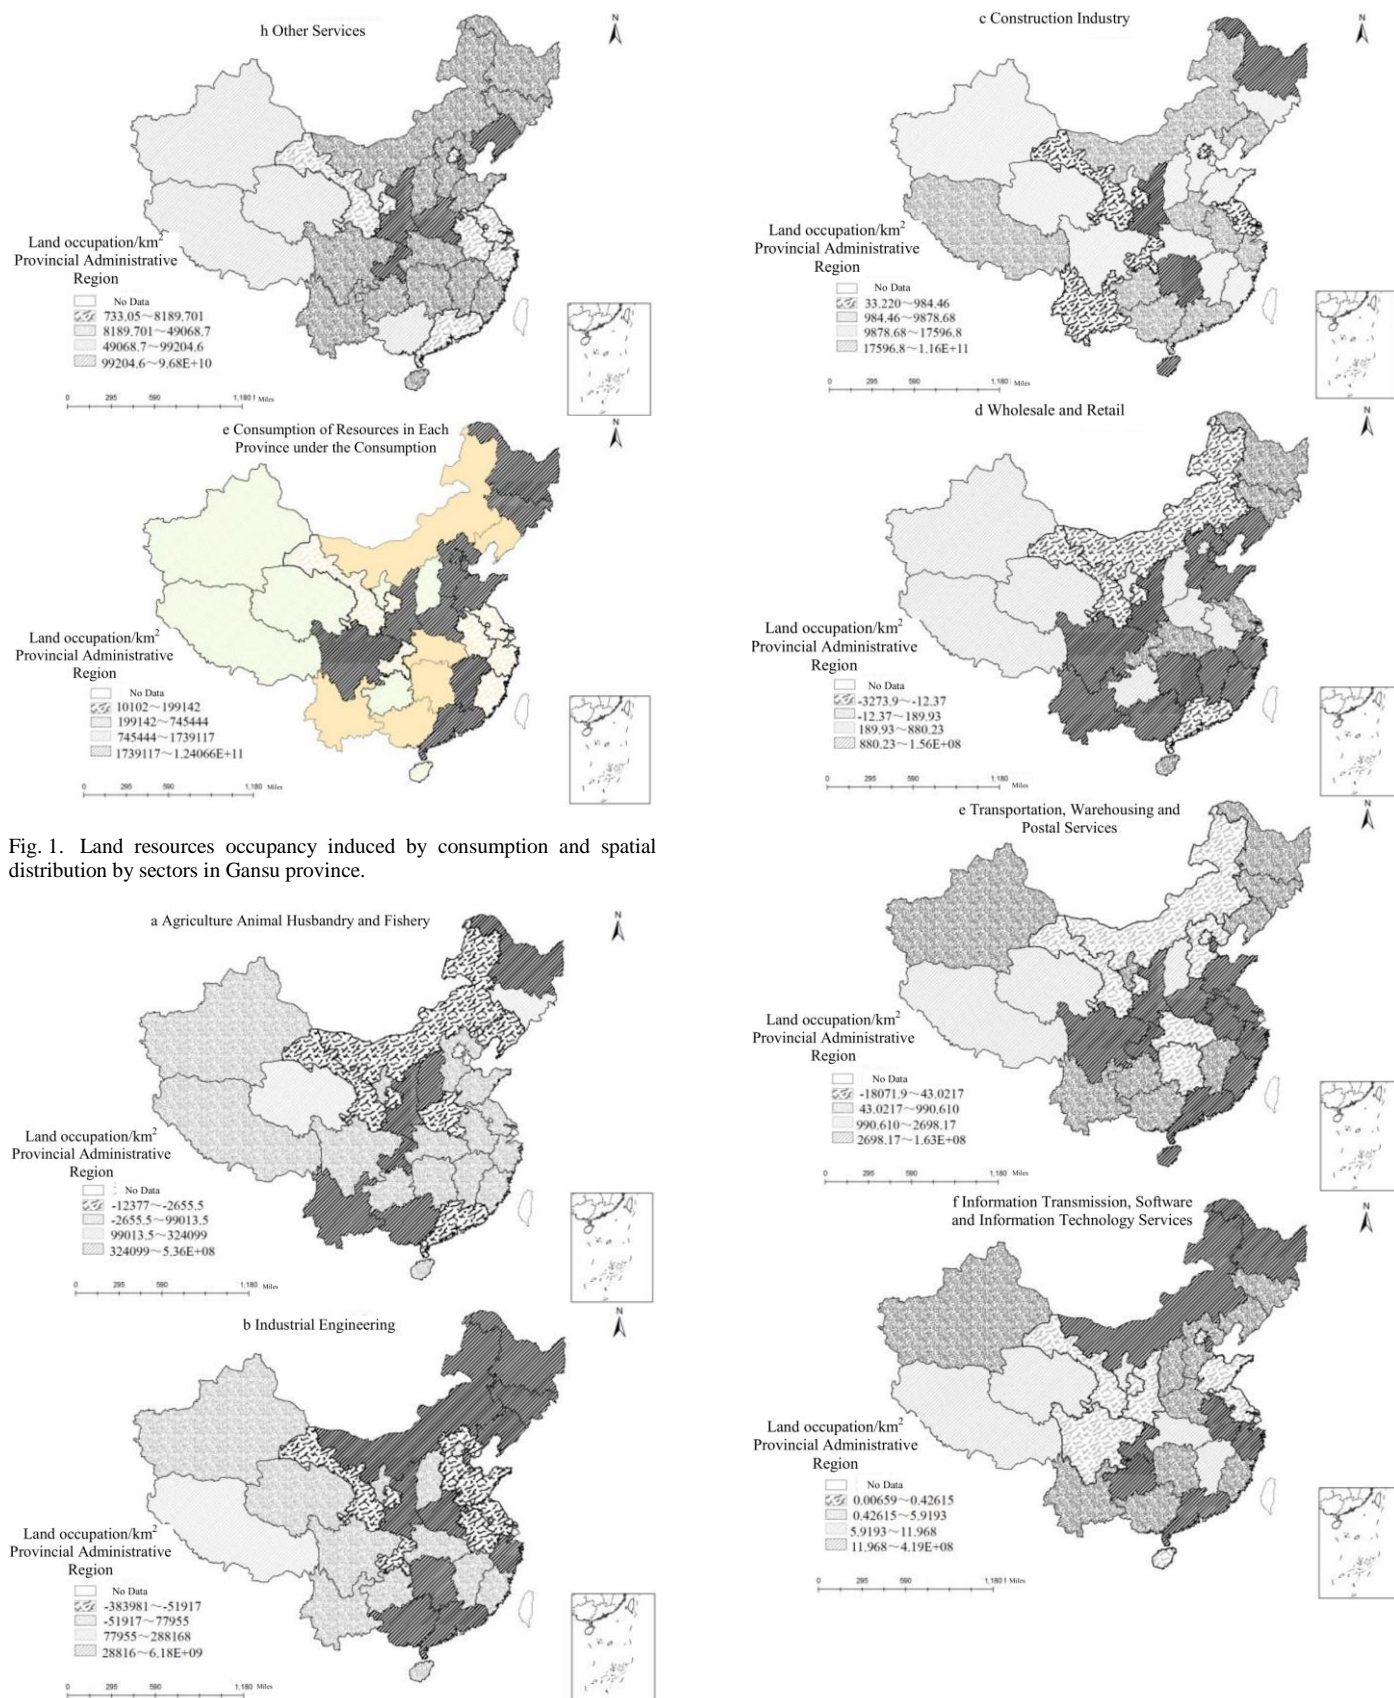 h Other Services
N
Land occupation/km²
Provincial Administrative
Region
No Data
733.05～8189.701
8189.701～49068.7
49068.7～99204.6
99204.6～9.68E+10
0 295 590 1,180 Miles
e Consumption of Resources in Each
Province under the Consumption
N
Land occupation/km²
Provincial Administrative
Region
No Data
10102～199142
199142～745444
745444～1739117
1739117～1.24066E+11
0 295 590 1,180 Miles
Fig. 1. Land resources occupancy induced by consumption and spatial
distribution by sectors in Gansu province.
a Agriculture Animal Husbandry and Fishery
N
Land occupation/km²
Provincial Administrative
Region
No Data
-12377～-2655.5
-2655.5～99013.5
99013.5～324099
324099～5.36E+08
0 295 590 1,180 Miles
b Industrial Engineering
N
Land occupation/km²
Provincial Administrative
Region
No Data
-383981～-51917
-51917～77955
77955～288168
28816～6.18E+09
0 295 590 1,180 Miles
c Construction Industry
N
Land occupation/km²
Provincial Administrative
Region
No Data
33.220～984.46
984.46～9878.68
9878.68～17596.8
17596.8～1.16E+11
0 295 590 1,180 Miles
d Wholesale and Retail
N
Land occupation/km²
Provincial Administrative
Region
No Data
-3273.9～-12.37
-12.37～189.93
189.93～880.23
880.23～1.56E+08
0 295 590 1,180 Miles
e Transportation, Warehousing and
Postal Services
N
Land occupation/km²
Provincial Administrative
Region
No Data
-18071.9～43.0217
43.0217～990.610
990.610～2698.17
2698.17～1.63E+08
0 295 590 1,180 Miles
f Information Transmission, Software
and Information Technology Services
N
Land occupation/km²
Provincial Administrative
Region
No Data
0.00659～0.42615
0.42615～5.9193
5.9193～11.968
11.968～4.19E+08
0 295 590 1,180 Miles